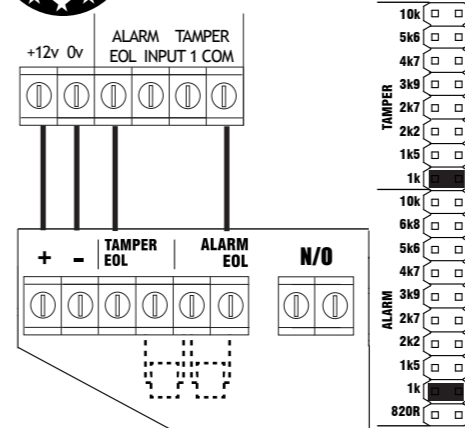 ALARM TAMPER
+12v 0v EOL INPUT 1 COM
+ - TAMPER EOL ALARM EOL N/O
TAMPER
10k
5k6
4k7
3k9
2k7
2k2
1k5
1k
ALARM
10k
6k8
5k6
4k7
3k9
2k7
2k2
1k5
1k
820R